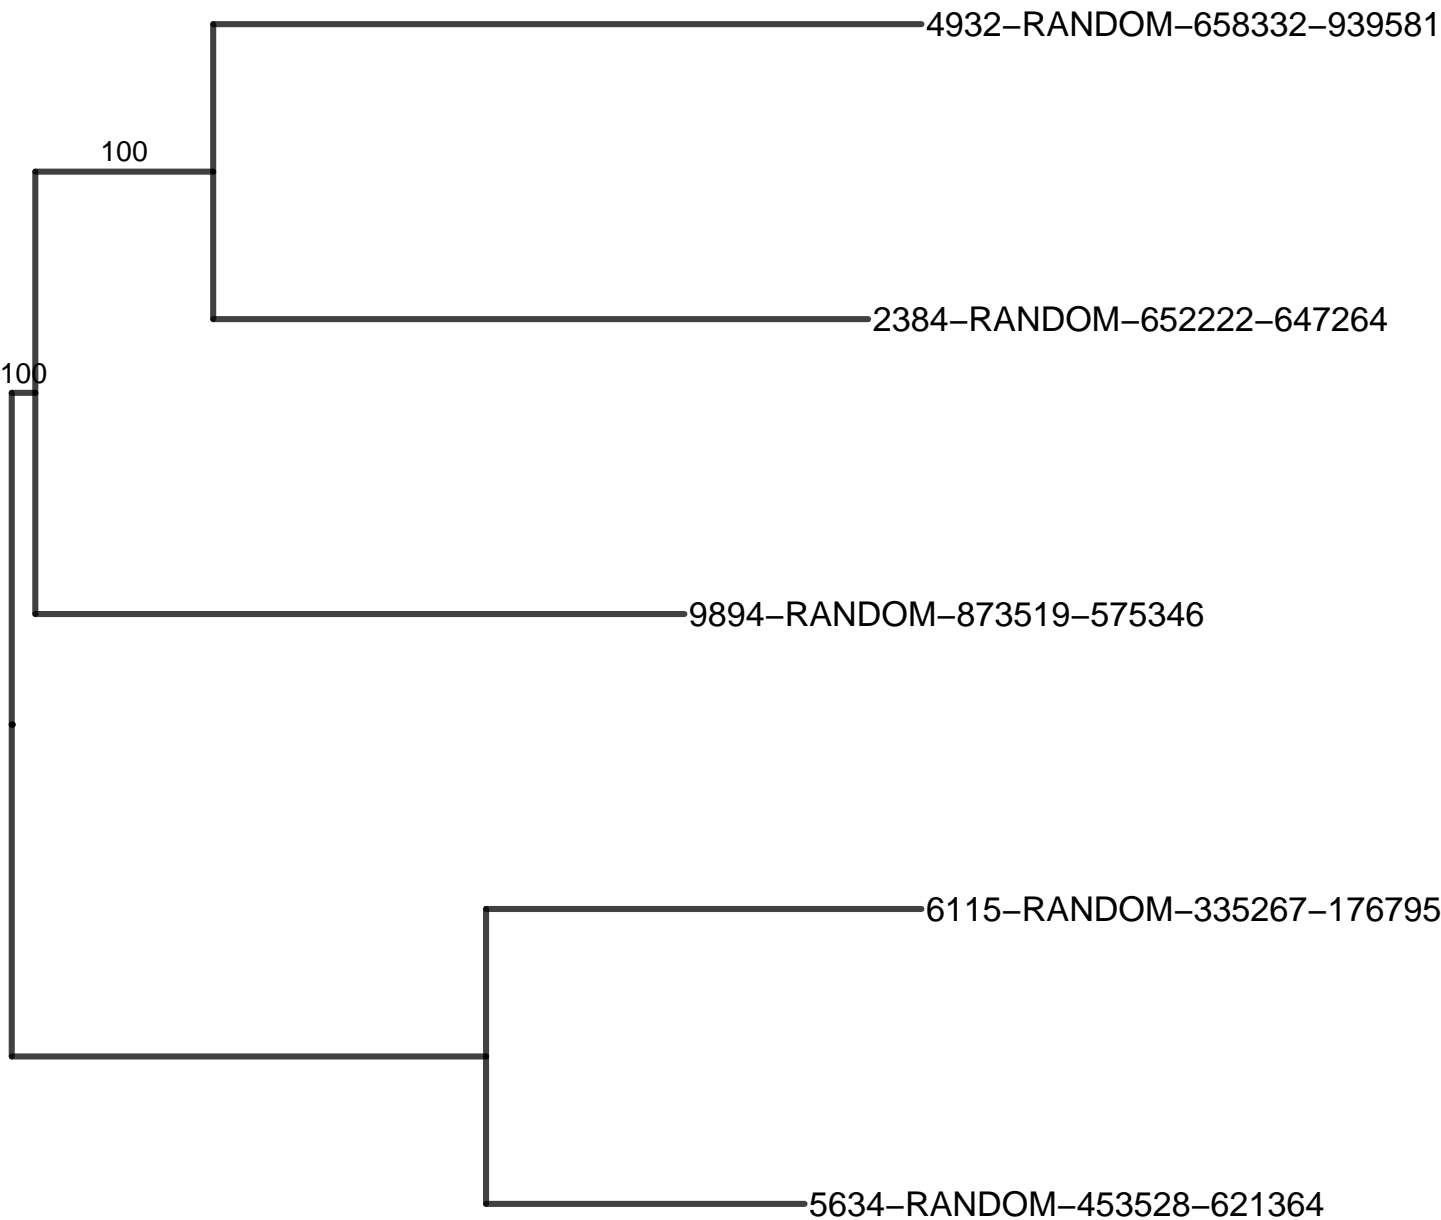 4932–RANDOM–658332–939581
100
2384–RANDOM–652222–647264
100
9894–RANDOM–873519–575346
6115–RANDOM–335267–176795
5634–RANDOM–453528–621364